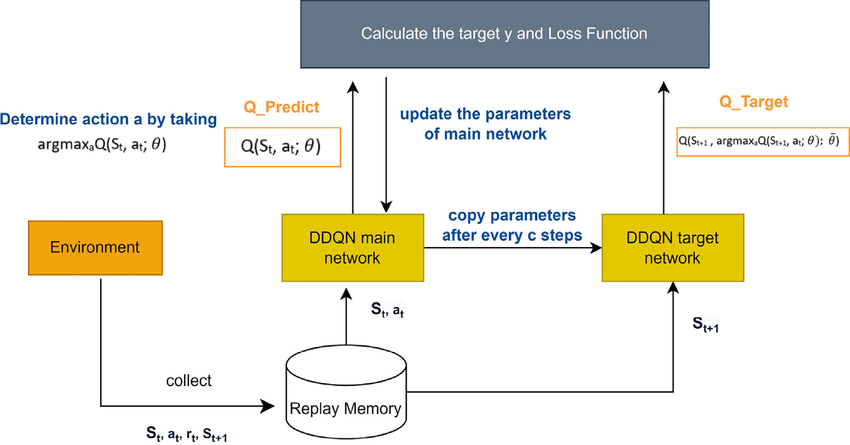 Calculate the target y and Loss Function
Determine action a by taking
argmaxₐQ(Sₜ, aₜ; θ)
Q_Predict
Q(Sₜ, aₜ; θ)
update the parameters
of main network
Q_Target
Q(Sₜ₊₁ , argmaxₐQ(Sₜ₊₁, aₜ; θ); θ̄)
Environment
DDQN main
network
copy parameters
after every c steps
DDQN target
network
Sₜ, aₜ
Sₜ₊₁
collect
Replay Memory
Sₜ, aₜ, rₜ, Sₜ₊₁